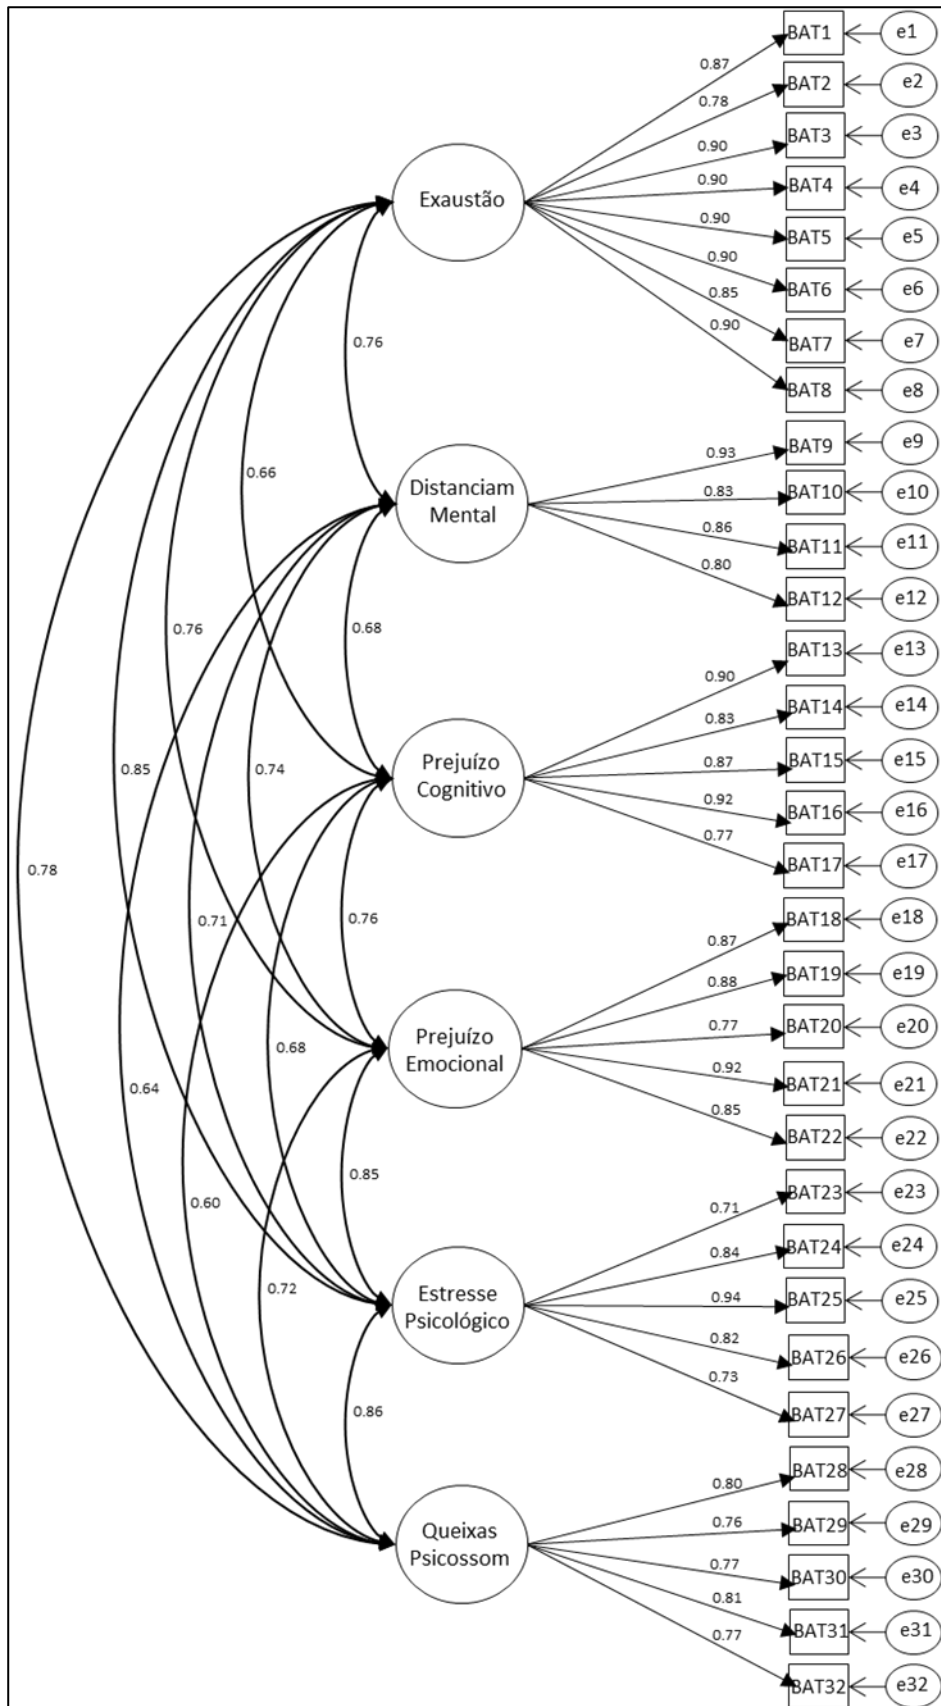 BAT1 e1
0.87
BAT2 e2
0.78
BAT3 e3
0.90
Exaustão
BAT4 e4
0.90
BAT5 e5
0.90
BAT6 e6
0.90
BAT7 e7
0.85
BAT8 e8
0.90
0.76
BAT9 e9
0.93
0.66
Distanciam
Mental
BAT10 e10
0.83
BAT11 e11
0.86
BAT12 e12
0.80
0.76
0.68
BAT13 e13
0.90
BAT14 e14
0.83
Prejuízo
Cognitivo
BAT15 e15
0.87
0.85
0.74
BAT16 e16
0.92
BAT17 e17
0.77
0.78
0.71
0.76
BAT18 e18
0.87
BAT19 e19
0.88
Prejuízo
Emocional
BAT20 e20
0.77
0.68
BAT21 e21
0.92
0.64
BAT22 e22
0.85
0.60
0.85
BAT23 e23
0.71
BAT24 e24
0.84
0.72
Estresse
Psicológico
BAT25 e25
0.94
BAT26 e26
0.82
BAT27 e27
0.73
0.86
BAT28 e28
0.80
Queixas
Psicossom
BAT29 e29
0.76
BAT30 e30
0.77
BAT31 e31
0.81
BAT32 e32
0.77